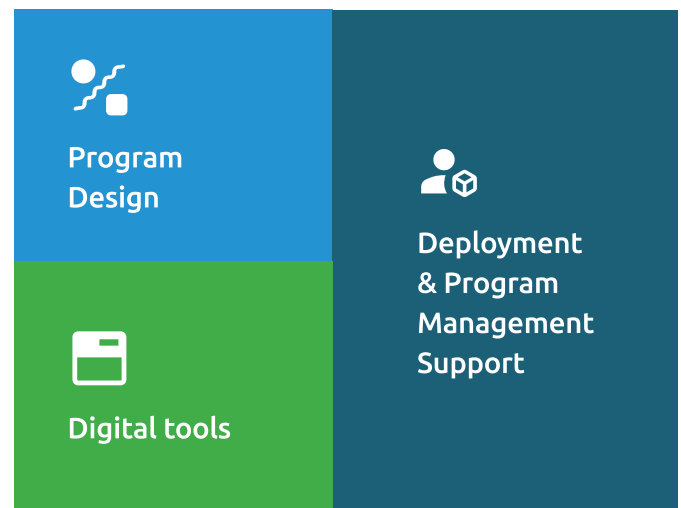 Program
Design
Digital tools
Deployment
& Program
Management
Support